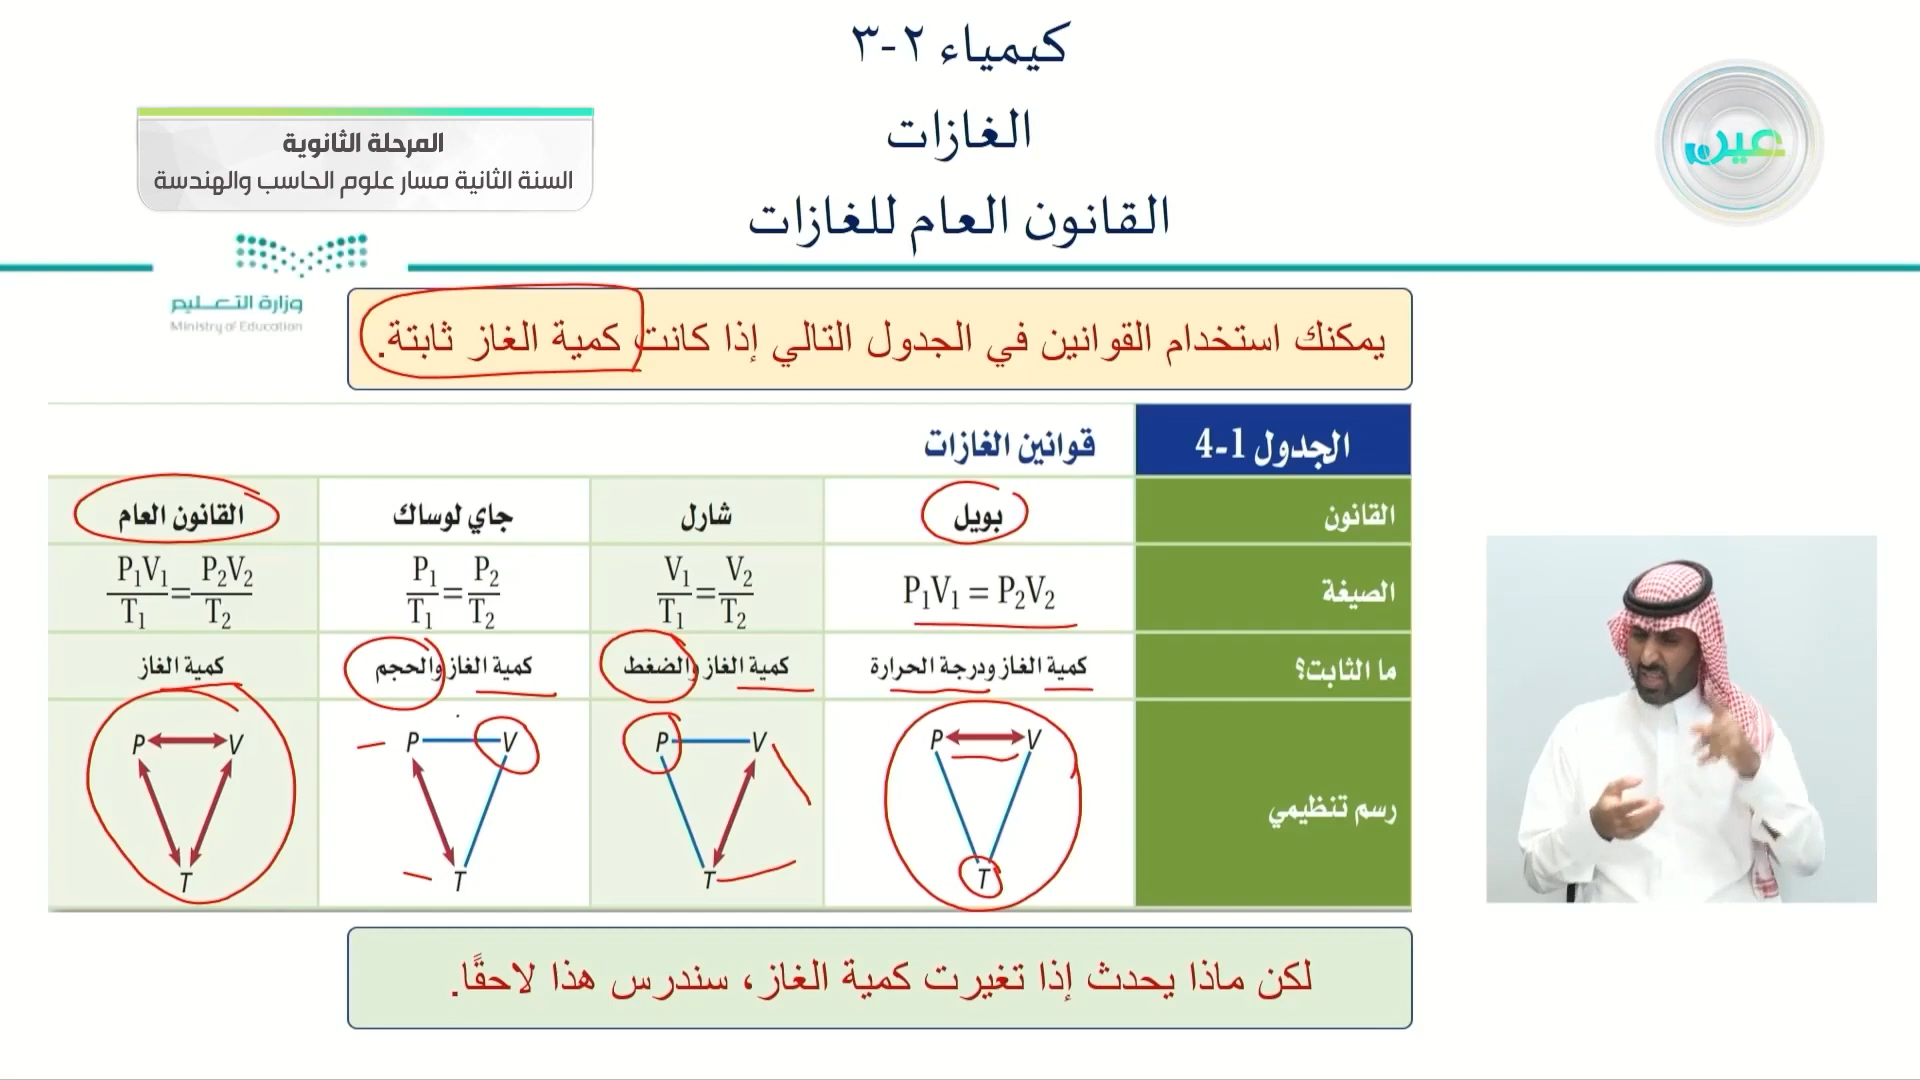 كيمياء ٢-٣
الغازات
القانون العام للغازات
عين
المرحلة الثانوية
السنة الثانية مسار علوم الحاسب والهندسة
وزارة التعليم
Ministry of Education
يمكنك استخدام القوانين في الجدول التالي إذا كانت كمية الغاز ثابتة.
الجدول 1-4 قوانين الغازات
القانون بويل شارل جاي لوساك القانون العام
الصيغة P₁V₁ = P₂V₂ V₁/T₁ = V₂/T₂ P₁/T₁ = P₂/T₂ P₁V₁/T₁ = P₂V₂/T₂
ما الثابت؟ كمية الغاز ودرجة الحرارة كمية الغاز والضغط كمية الغاز والحجم كمية الغاز
رسم تنظيمي P V T P V T P V T P V T
لكن ماذا يحدث إذا تغيرت كمية الغاز، سندرس هذا لاحقًا.